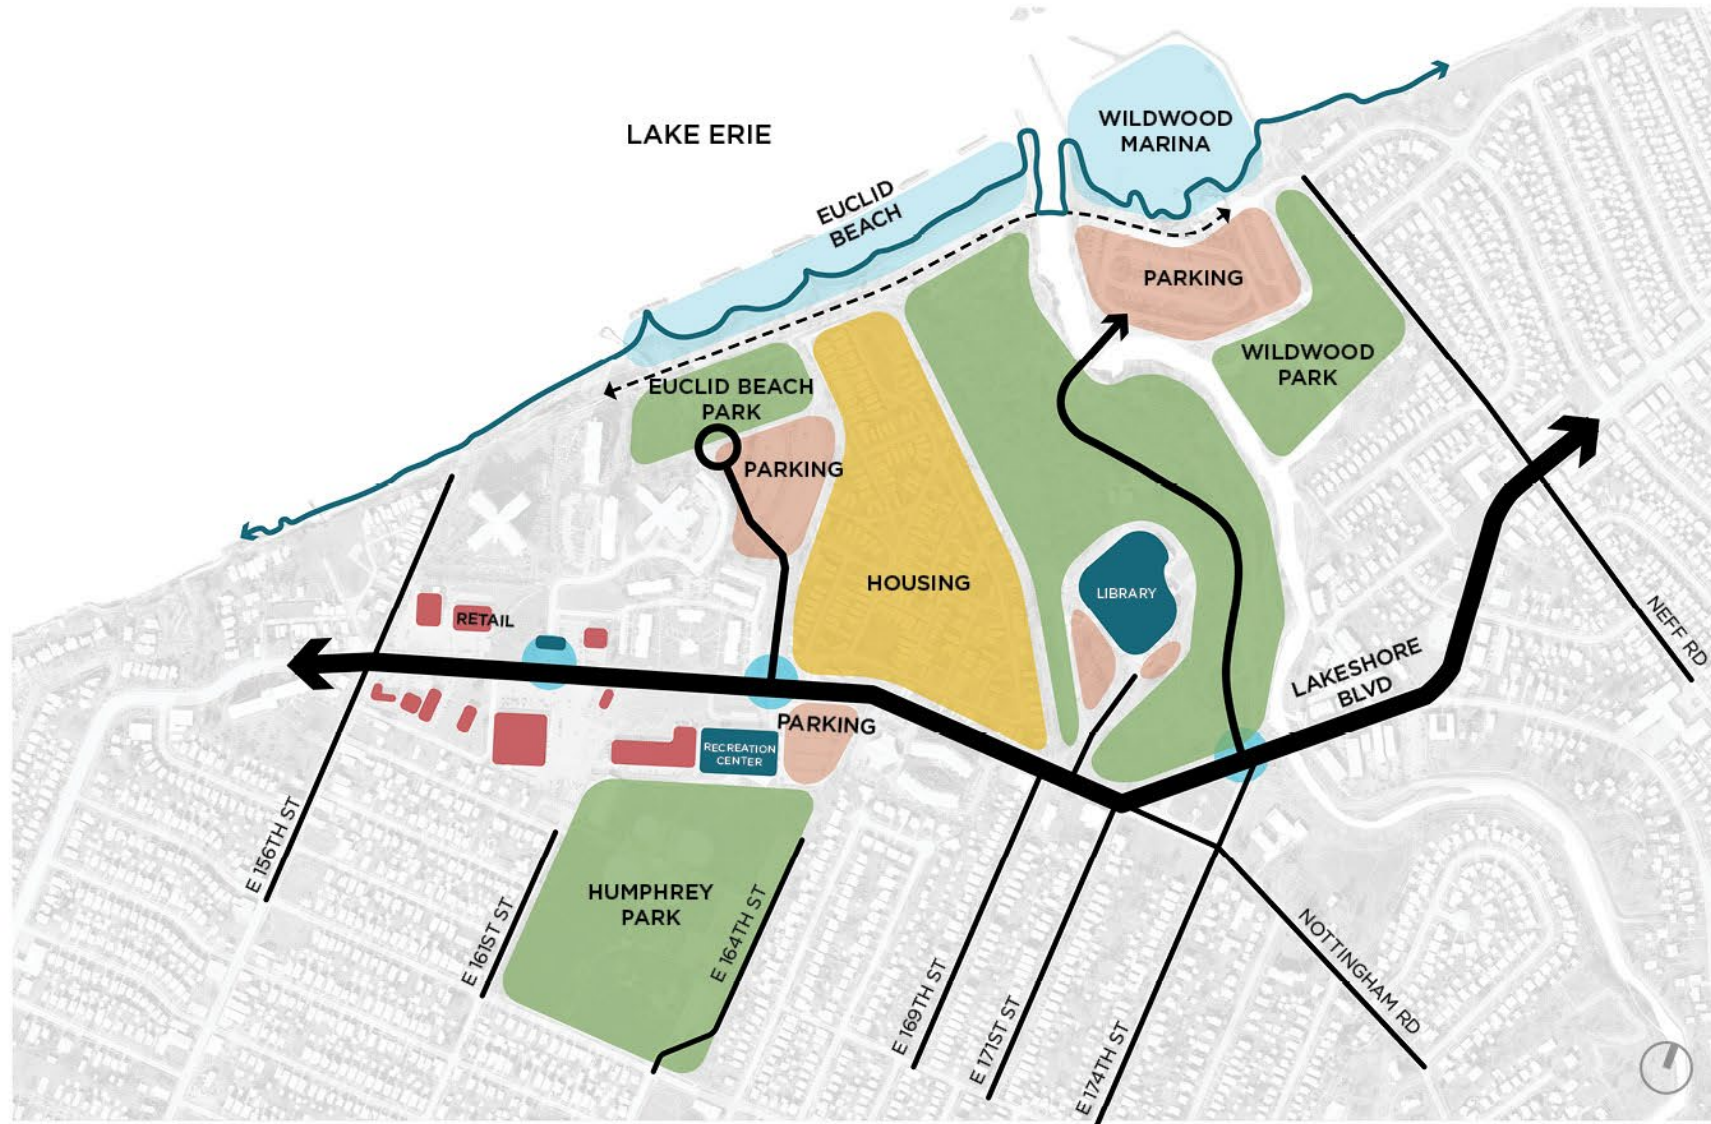 LAKE ERIE
WILDWOOD
MARINA
EUCLID
BEACH
PARKING
WILDWOOD
PARK
EUCLID BEACH
PARK
PARKING
HOUSING
LIBRARY
RETAIL
NEFF RD
LAKESHORE
BLVD
PARKING
RECREATION
CENTER
E 156TH ST
HUMPHREY
PARK
E 161ST ST
E 164TH ST
E 169TH ST
E 171ST ST
E 174TH ST
NOTTINGHAM RD